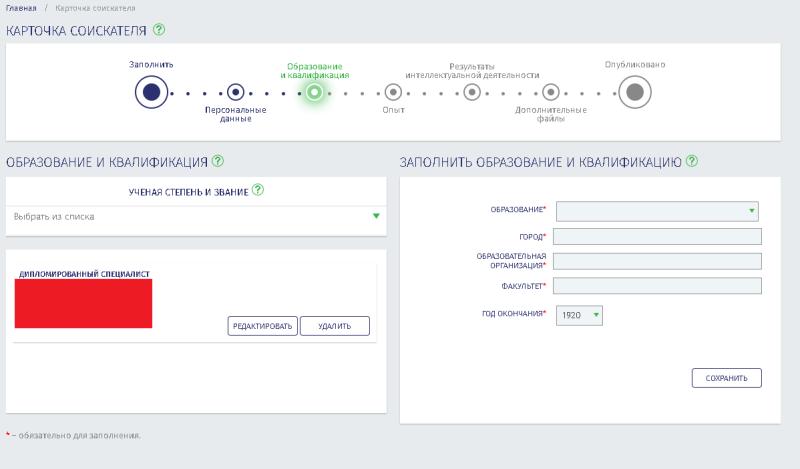 Главная / Карточка соискателя
КАРТОЧКА СОИСКАТЕЛЯ ?
Заполнить
Образование
и квалификация
Результаты
интеллектуальной деятельности
Опубликовано
Персональные
данные
Опыт
Дополнительные
файлы
ОБРАЗОВАНИЕ И КВАЛИФИКАЦИЯ ?
УЧЕНАЯ СТЕПЕНЬ И ЗВАНИЕ ?
Выбрать из списка
ДИПЛОМИРОВАННЫЙ СПЕЦИАЛИСТ
РЕДАКТИРОВАТЬ УДАЛИТЬ
* – обязательно для заполнения.
ЗАПОЛНИТЬ ОБРАЗОВАНИЕ И КВАЛИФИКАЦИЮ ?
ОБРАЗОВАНИЕ*
ГОРОД*
ОБРАЗОВАТЕЛЬНАЯ
ОРГАНИЗАЦИЯ*
ФАКУЛЬТЕТ*
ГОД ОКОНЧАНИЯ* 1920
СОХРАНИТЬ